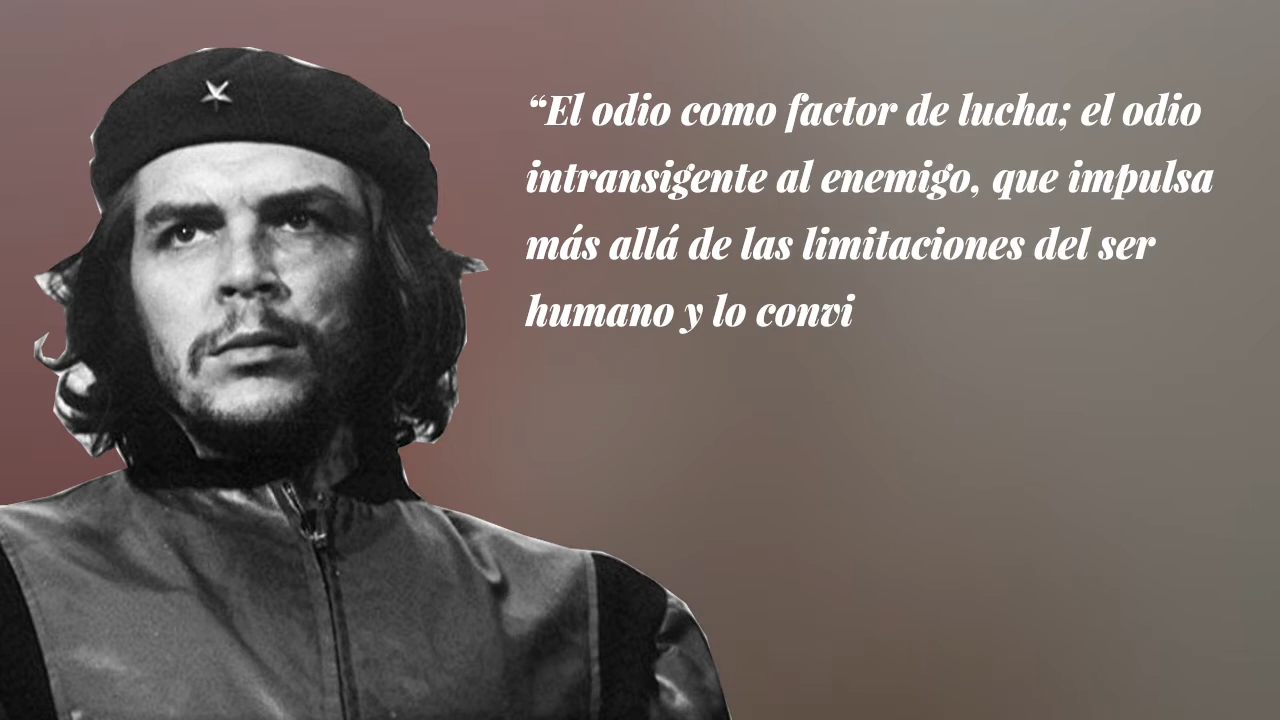 “El odio como factor de lucha; el odio
intransigente al enemigo, que impulsa
más allá de las limitaciones del ser
humano y lo convi